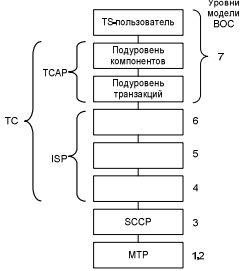 Уровни
модели
ВОС
TS-пользователь
Подуровень
компонентов
7
TCAP
Подуровень
транзакций
TC
6
ISP
5
4
SCCP
3
MTP
1,2